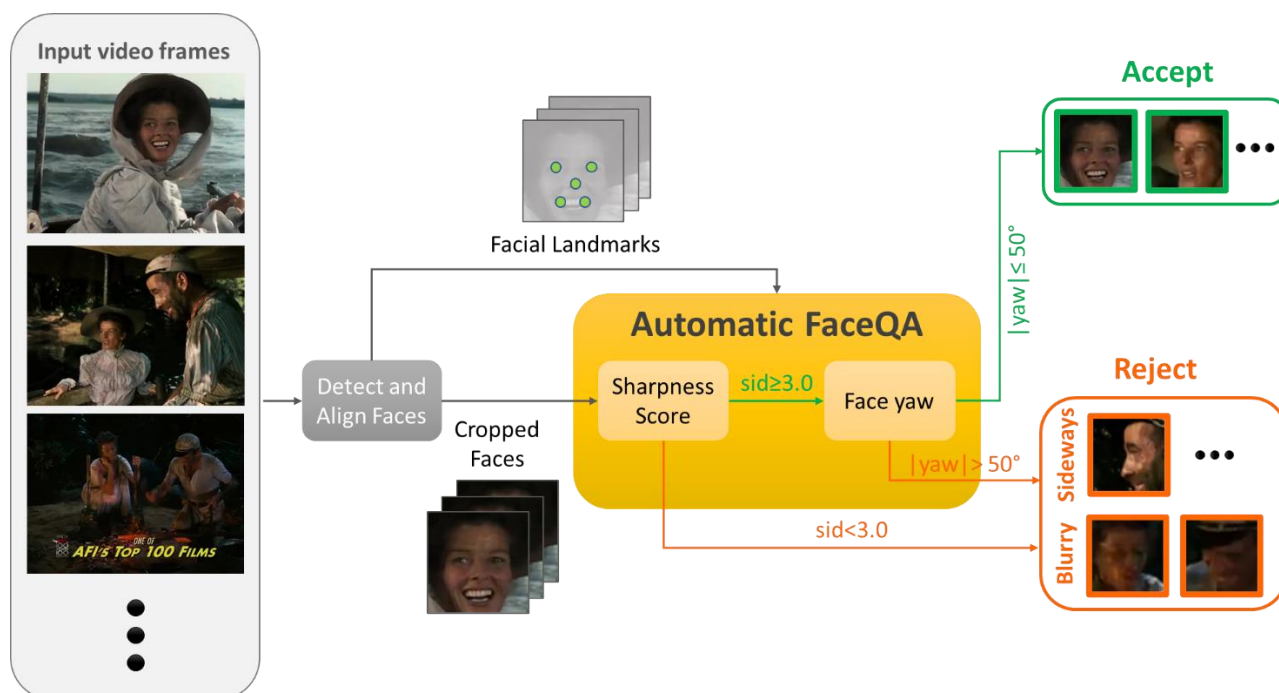 Input video frames
ONE OF
AFI's TOP 100 FILMS
Facial Landmarks
Detect and
Align Faces
Cropped
Faces
Automatic FaceQA
Sharpness
Score
sid≥3.0
Face yaw
|yaw|≤ 50°
|yaw|> 50°
sid<3.0
Accept
Reject
Sideways
Blurry